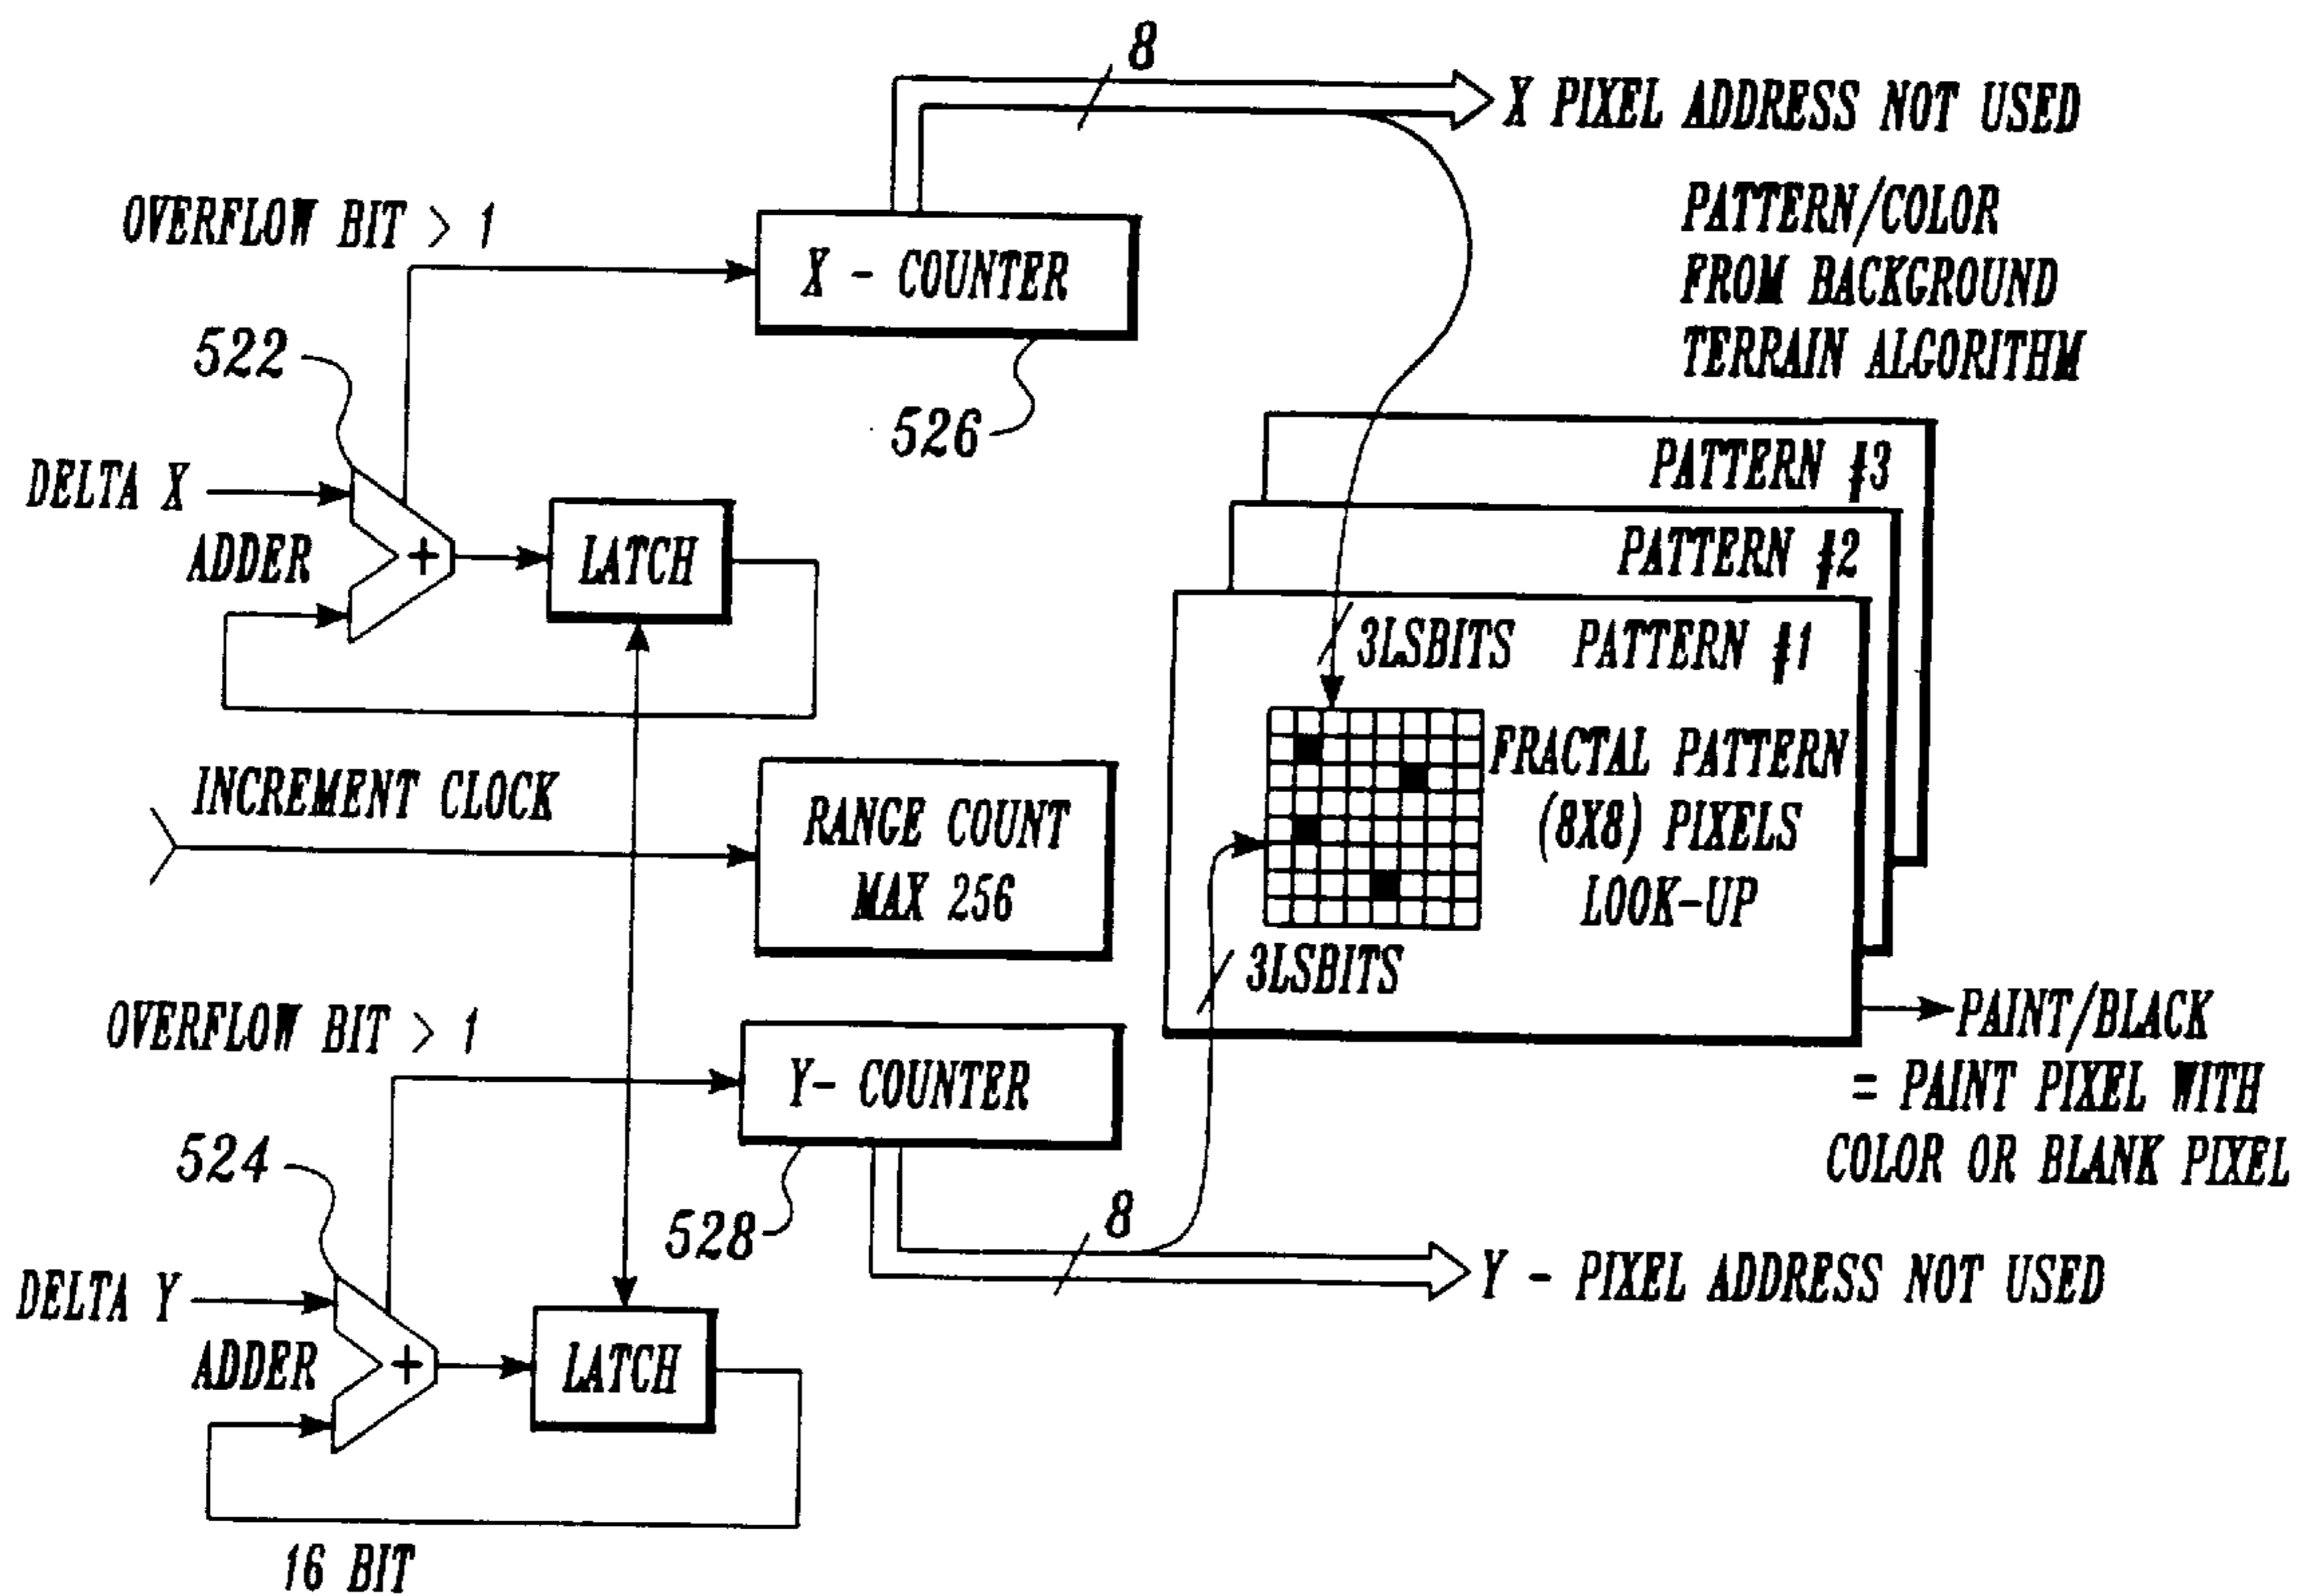 8
X PIXEL ADDRESS NOT USED
OVERFLOW BIT > 1
X - COUNTER
PATTERN/COLOR
FROM BACKGROUND
TERRAIN ALGORITHM
522
526
DELTA X
ADDER
+
LATCH
PATTERN #3
PATTERN #2
3LSBITS PATTERN #1
INCREMENT CLOCK
RANGE COUNT
MAX 256
FRACTAL PATTERN
(8X8) PIXELS
LOOK-UP
3LSBITS
OVERFLOW BIT > 1
Y- COUNTER
PAINT/BLACK
= PAINT PIXEL WITH
COLOR OR BLANK PIXEL
524
528
8
DELTA Y
ADDER
+
LATCH
Y - PIXEL ADDRESS NOT USED
16 BIT